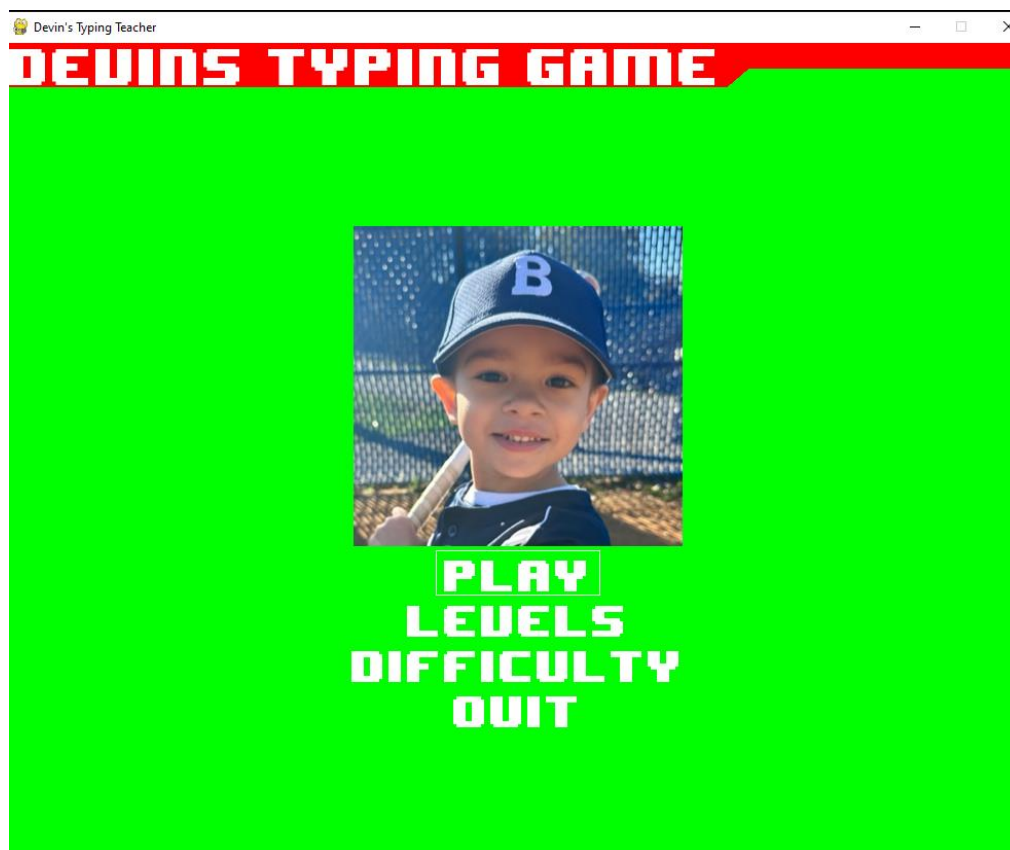 Devin's Typing Teacher
DEVINS TYPING GAME
B
PLAY
LEVELS
DIFFICULTY
QUIT